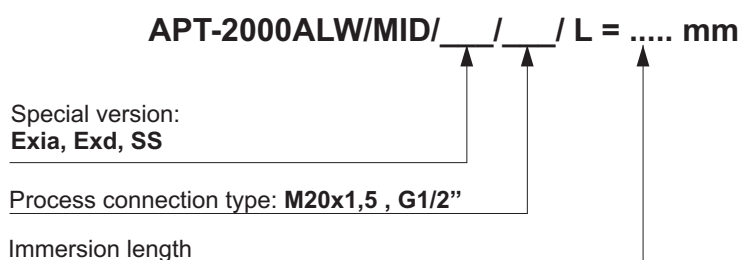 APT-2000ALW/MID/___/___/ L = ..... mm
Special version:
Exia, Exd, SS
Process connection type: M20x1,5 , G1/2”
Immersion length